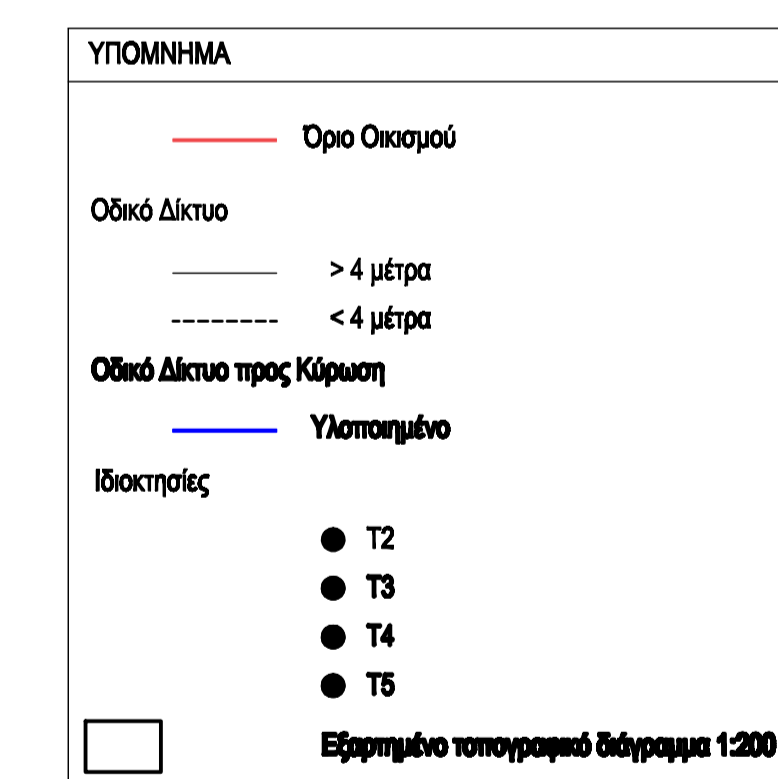 ΥΠΟΜΝΗΜΑ
Όριο Οικισμού
Οδικό Δίκτυο
> 4 μέτρα
< 4 μέτρα
Οδικό Δίκτυο προς Κύρωση
Υλοποιημένο
Ιδιοκτησίες
Τ2
Τ3
Τ4
Τ5
Εξαρτημένο τοπογραφικό διάγραμμα 1:200